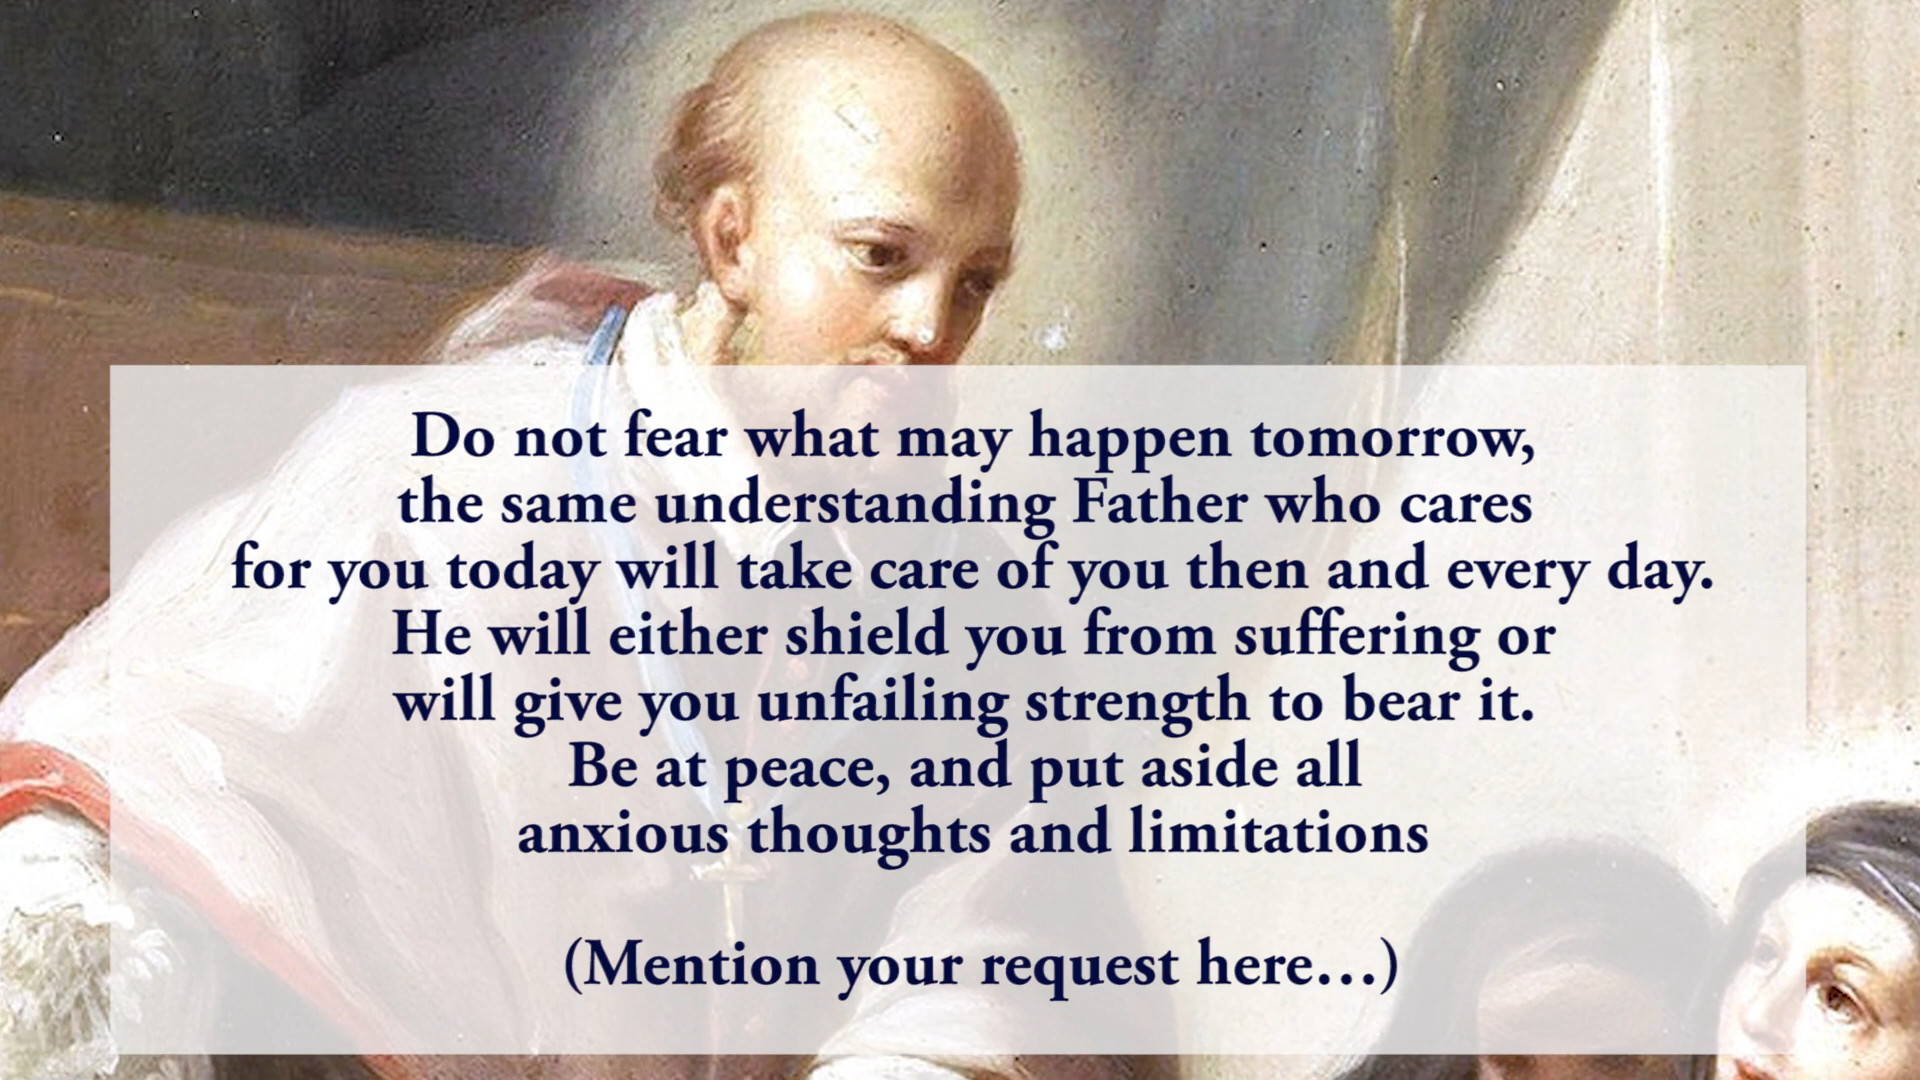 Do not fear what may happen tomorrow,
the same understanding Father who cares
for you today will take care of you then and every day.
He will either shield you from suffering or
will give you unfailing strength to bear it.
Be at peace, and put aside all
anxious thoughts and limitations
(Mention your request here…)